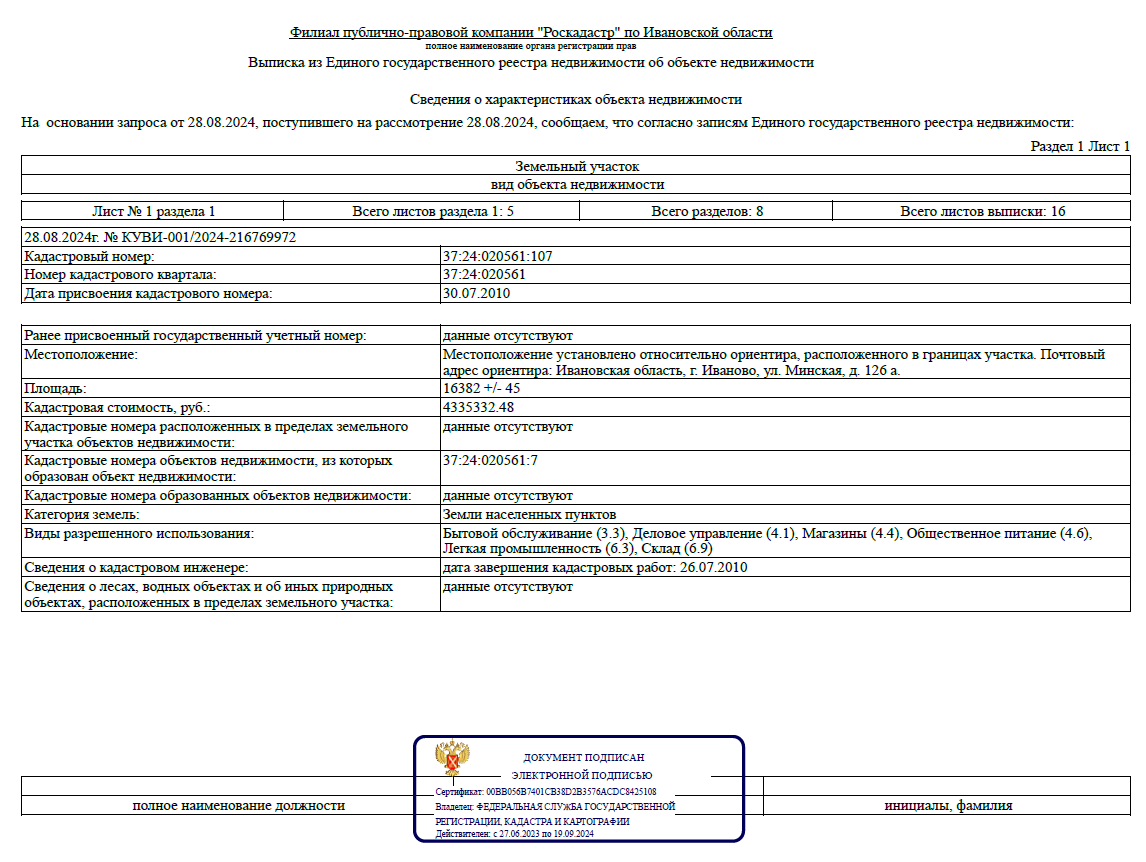 Филиал публично-правовой компании "Роскадастр" по Ивановской области
полное наименование органа регистрации прав
Выписка из Единого государственного реестра недвижимости об объекте недвижимости
Сведения о характеристиках объекта недвижимости
На основании запроса от 28.08.2024, поступившего на рассмотрение 28.08.2024, сообщаем, что согласно записям Единого государственного реестра недвижимости:
Раздел 1 Лист 1
Земельный участок
вид объекта недвижимости
Лист № 1 раздела 1 Всего листов раздела 1: 5 Всего разделов: 8 Всего листов выписки: 16
28.08.2024г. № КУВИ-001/2024-216769972
Кадастровый номер: 37:24:020561:107
Номер кадастрового квартала: 37:24:020561
Дата присвоения кадастрового номера: 30.07.2010
Ранее присвоенный государственный учетный номер: данные отсутствуют
Местоположение: Местоположение установлено относительно ориентира, расположенного в границах участка. Почтовый
адрес ориентира: Ивановская область, г. Иваново, ул. Минская, д. 126 а.
Площадь: 16382 +/- 45
Кадастровая стоимость, руб.: 4335332.48
Кадастровые номера расположенных в пределах земельного данные отсутствуют
участка объектов недвижимости:
Кадастровые номера объектов недвижимости, из которых 37:24:020561:7
образован объект недвижимости:
Кадастровые номера образованных объектов недвижимости: данные отсутствуют
Категория земель: Земли населенных пунктов
Виды разрешенного использования: Бытовой обслуживание (3.3), Деловое управление (4.1), Магазины (4.4), Общественное питание (4.6),
Легкая промышленность (6.3), Склад (6.9)
Сведения о кадастровом инженере: дата завершения кадастровых работ: 26.07.2010
Сведения о лесах, водных объектах и об иных природных данные отсутствуют
объектах, расположенных в пределах земельного участка:
ДОКУМЕНТ ПОДПИСАН
ЭЛЕКТРОННОЙ ПОДПИСЬЮ
Сертификат: 00BB056B7401CB38D2B3576ACDC8425108
Владелец: ФЕДЕРАЛЬНАЯ СЛУЖБА ГОСУДАРСТВЕННОЙ
РЕГИСТРАЦИИ, КАДАСТРА И КАРТОГРАФИИ
Действителен: с 27.06.2023 по 19.09.2024
полное наименование должности
инициалы, фамилия